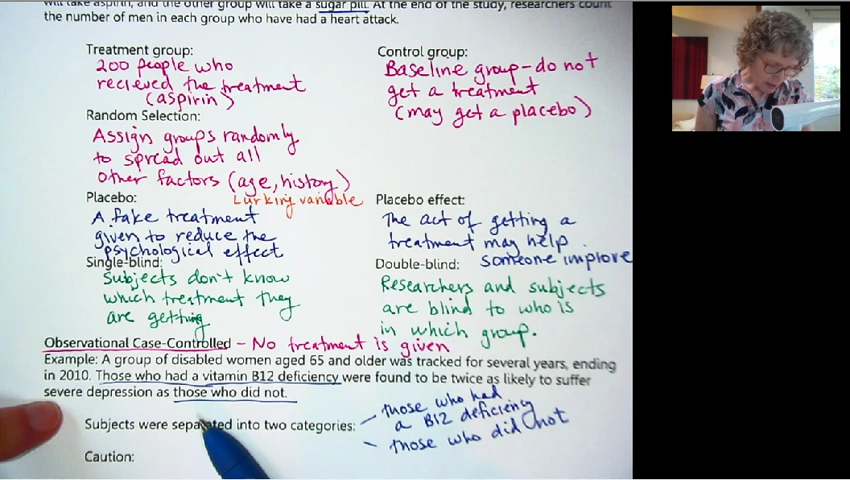 will take aspirin, and the other group will take a sugar pill. At the end of the study, researchers count
the number of men in each group who have had a heart attack.
Treatment group:
200 people who
recieved the treatment
(aspirin)
Control group:
Baseline group - do not
get a treatment
(may get a placebo)
Random Selection:
Assign groups randomly
to spread out all
other factors (age, history)
Lurking variable
Placebo:
A fake treatment
given to reduce the
psychological effect
Placebo effect:
The act of getting a
treatment may help
someone improve
Single-blind:
Subjects don't know
which treatment they
are getting
Double-blind:
Researchers and subjects
are blind to who is
in which group.
Observational Case-Controlled - No treatment is given
Example: A group of disabled women aged 65 and older was tracked for several years, ending
in 2010. Those who had a vitamin B12 deficiency were found to be twice as likely to suffer
severe depression as those who did not.
Subjects were separated into two categories:
those who had
a B12 deficiency
those who did not
Caution: